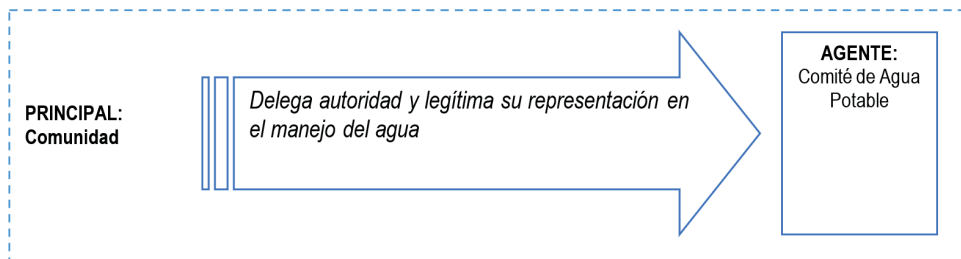 PRINCIPAL:
Comunidad
Delega autoridad y legítima su representación en
el manejo del agua
AGENTE:
Comité de Agua
Potable